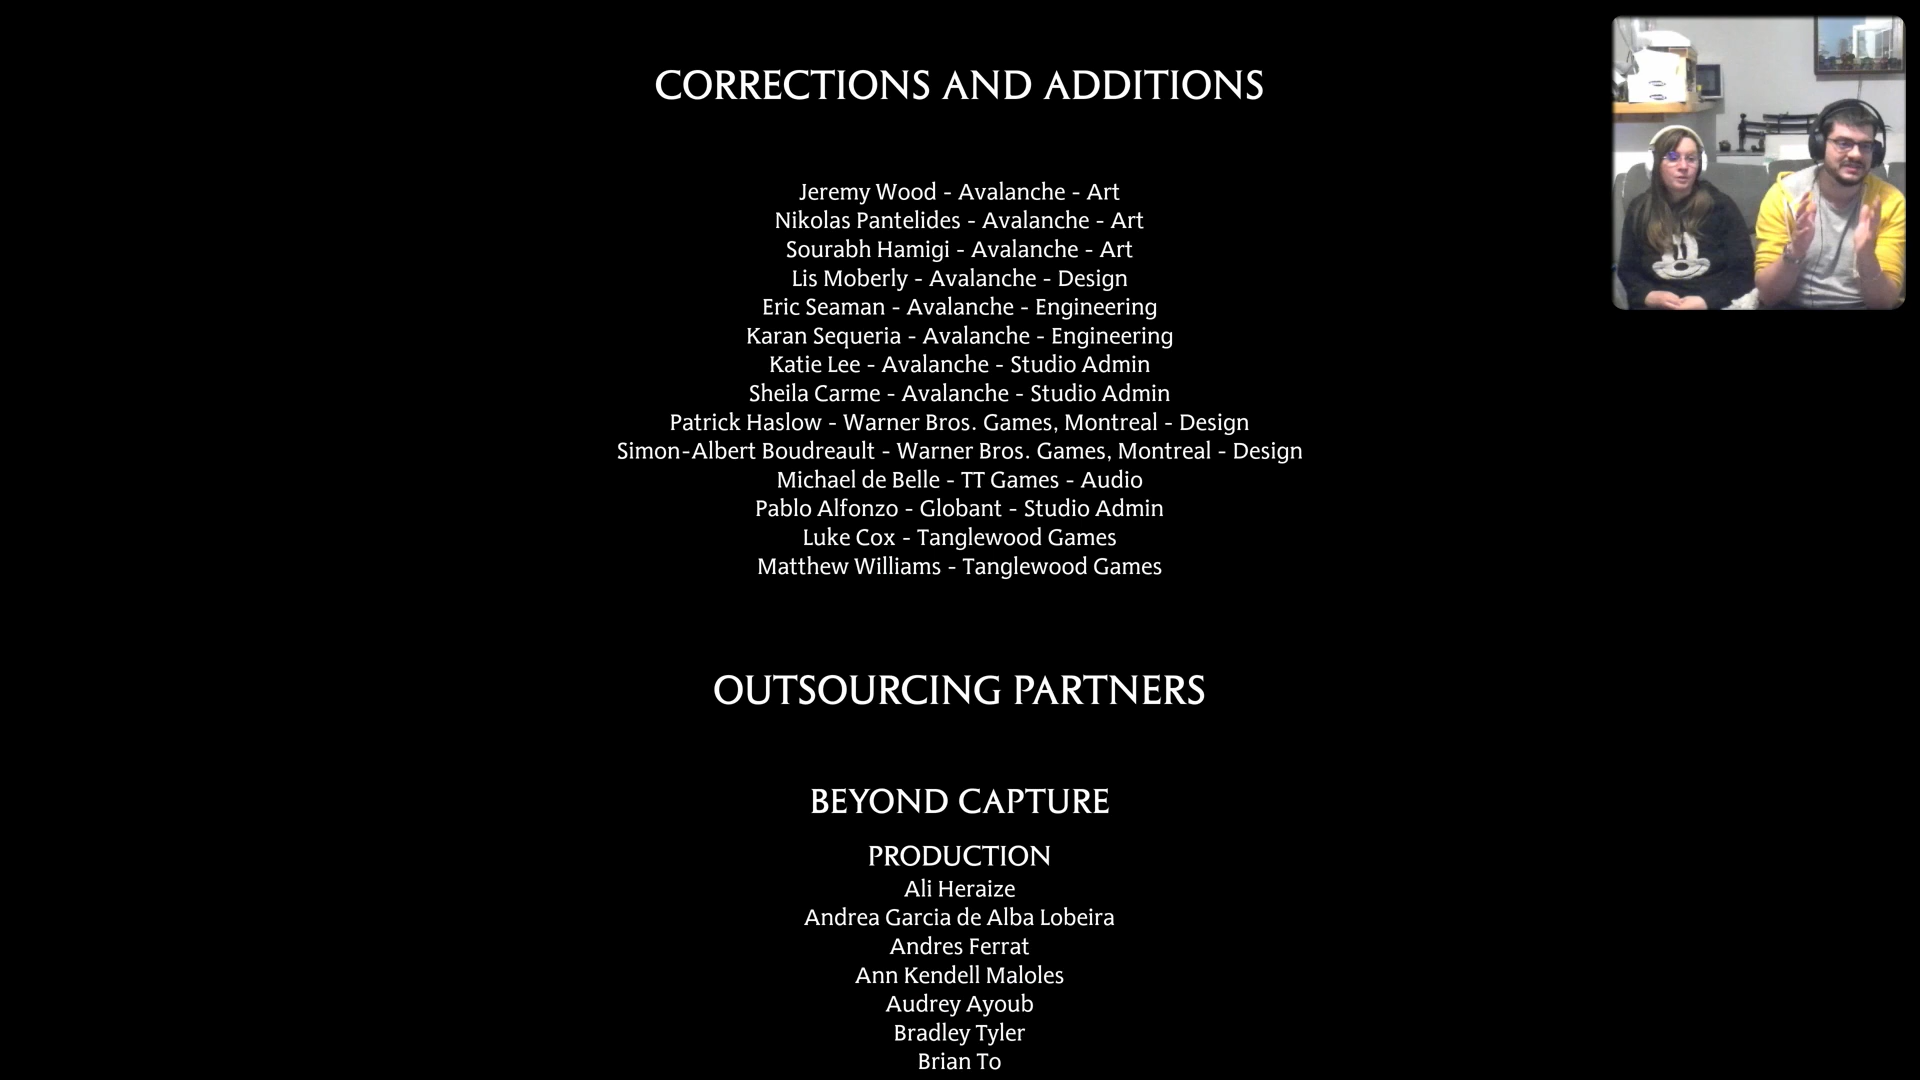 CORRECTIONS AND ADDITIONS
Jeremy Wood - Avalanche - Art
Nikolas Pantelides - Avalanche - Art
Sourabh Hamigi - Avalanche - Art
Lis Moberly - Avalanche - Design
Eric Seaman - Avalanche - Engineering
Karan Sequeria - Avalanche - Engineering
Katie Lee - Avalanche - Studio Admin
Sheila Carme - Avalanche - Studio Admin
Patrick Haslow - Warner Bros. Games, Montreal - Design
Simon-Albert Boudreault - Warner Bros. Games, Montreal - Design
Michael de Belle - TT Games - Audio
Pablo Alfonzo - Globant - Studio Admin
Luke Cox - Tanglewood Games
Matthew Williams - Tanglewood Games
OUTSOURCING PARTNERS
BEYOND CAPTURE
PRODUCTION
Ali Heraize
Andrea Garcia de Alba Lobeira
Andres Ferrat
Ann Kendell Maloles
Audrey Ayoub
Bradley Tyler
Brian To